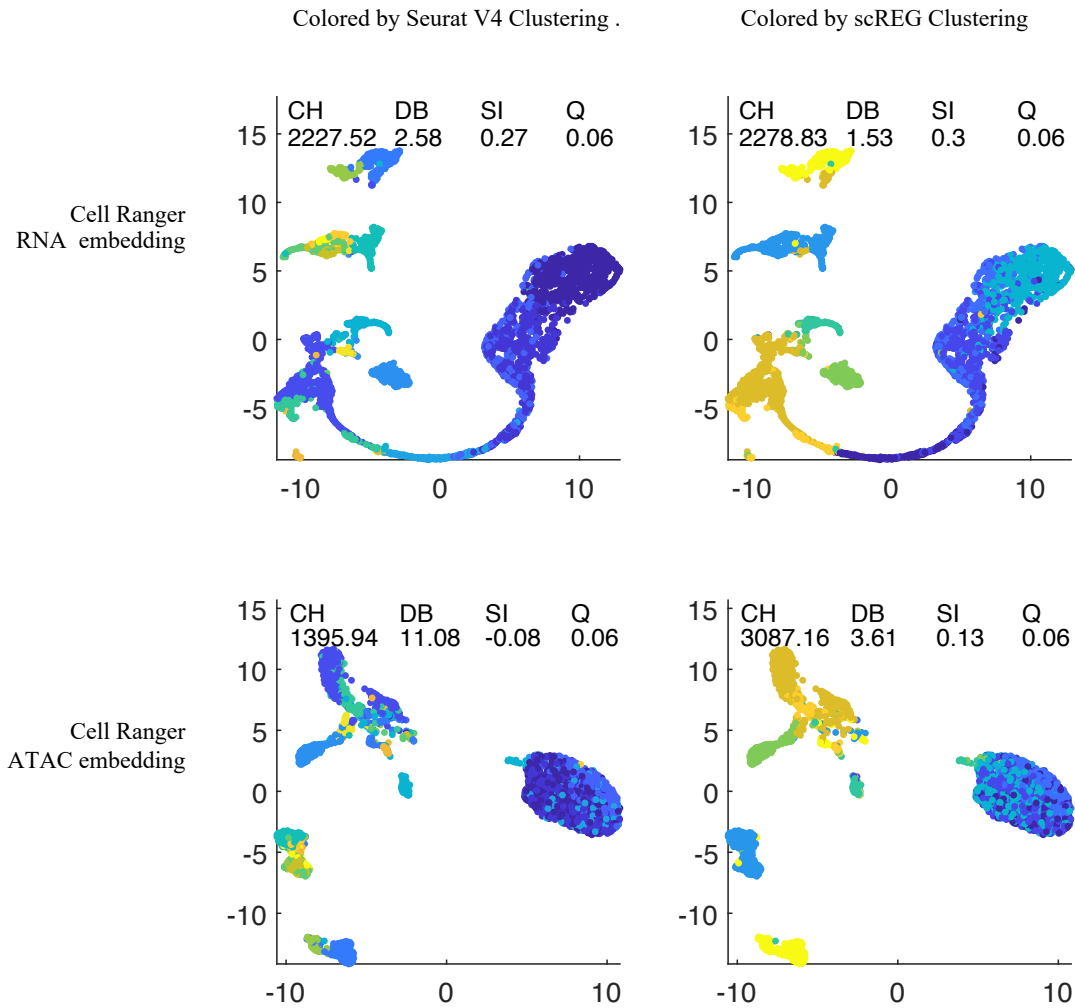 Colored by Seurat V4 Clustering .
Colored by scREG Clustering
Cell Ranger
RNA embedding
CH DB SI Q
2227.52 2.58 0.27 0.06
15
10
5
0
-5
-10 0 10
CH DB SI Q
2278.83 1.53 0.3 0.06
15
10
5
0
-5
-10 0 10
Cell Ranger
ATAC embedding
CH DB SI Q
1395.94 11.08 -0.08 0.06
15
10
5
0
-5
-10
-10 0 10
CH DB SI Q
3087.16 3.61 0.13 0.06
15
10
5
0
-5
-10
-10 0 10